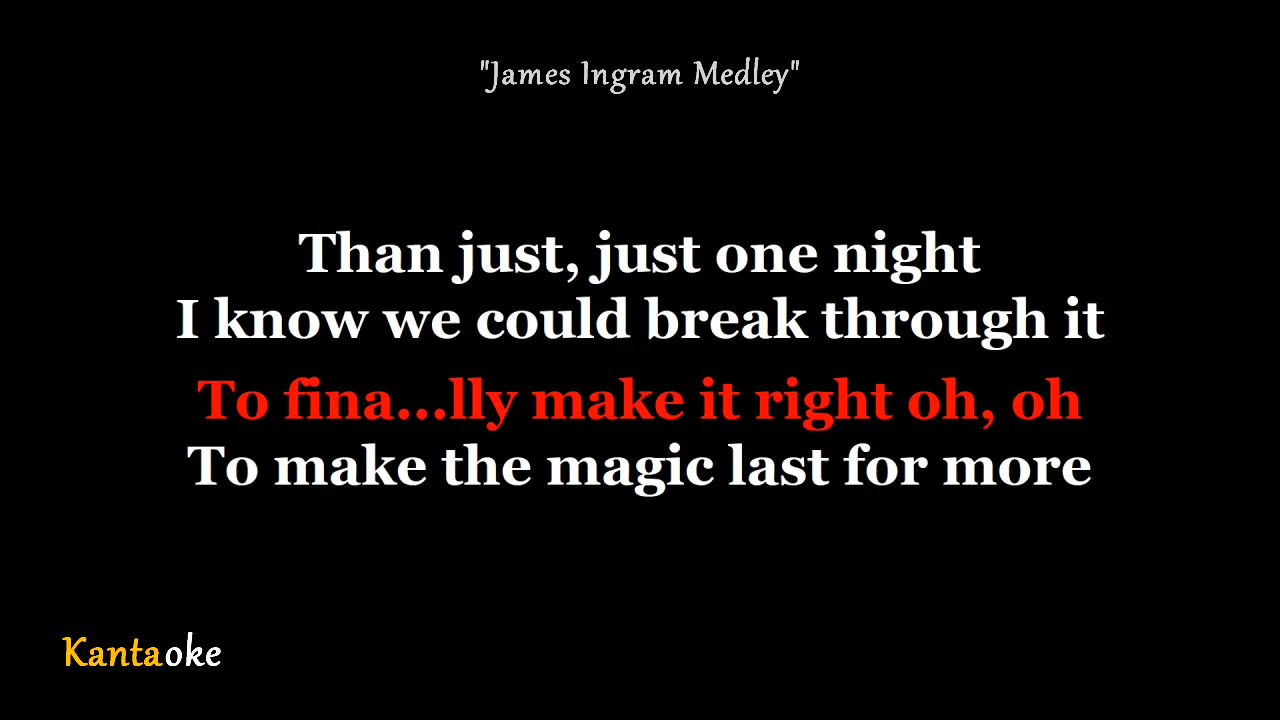 "James Ingram Medley"
Than just, just one night
I know we could break through it
To fina...lly make it right oh, oh
To make the magic last for more
Kantaoke